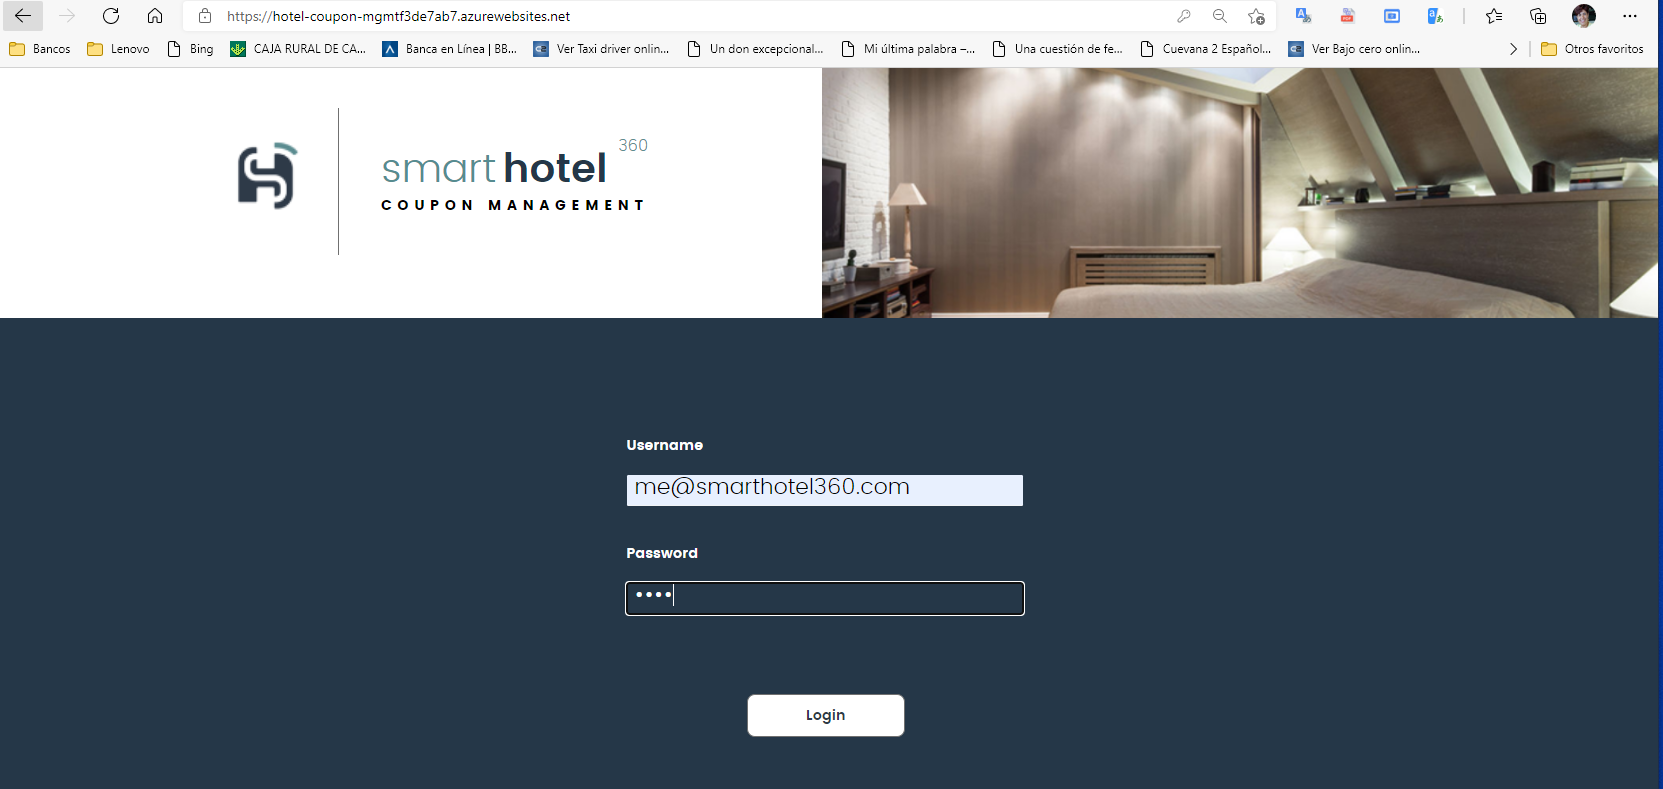 https://hotel-coupon-mgmtf3de7ab7.azurewebsites.net
Bancos Lenovo Bing CAJA RURAL DE CA... Banca en Línea | BB... Ver Taxi driver onlin... Un don excepcional... Mi última palabra –... Una cuestión de fe... Cuevana 2 Español... Ver Bajo cero onlin... Otros favoritos
smart hotel 360
COUPON MANAGEMENT
Username
me@smarthotel360.com
Password
••••
Login